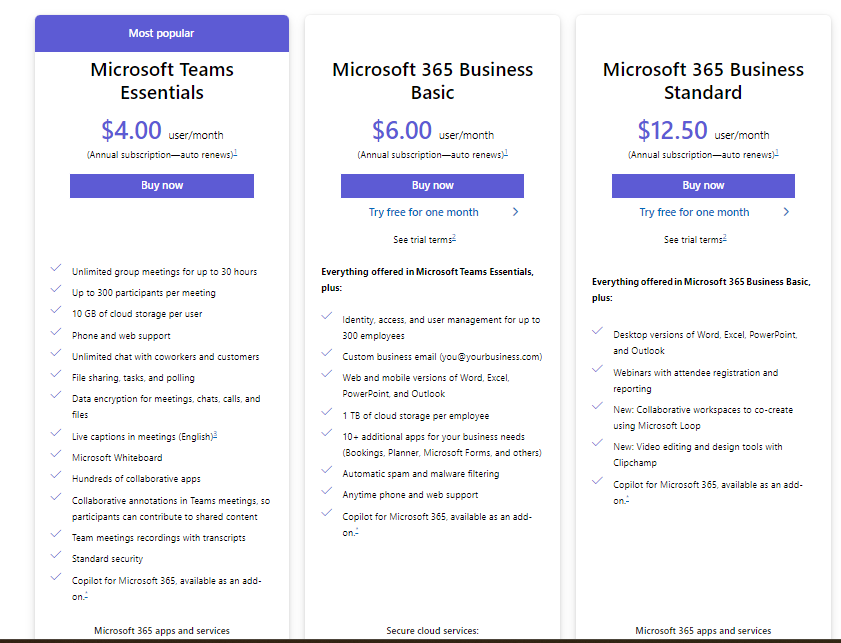 Most popular
Microsoft Teams
Essentials
$4.00 user/month
(Annual subscription—auto renews)1
Buy now
Unlimited group meetings for up to 30 hours
Up to 300 participants per meeting
10 GB of cloud storage per user
Phone and web support
Unlimited chat with coworkers and customers
File sharing, tasks, and polling
Data encryption for meetings, chats, calls, and
files
Live captions in meetings (English)3
Microsoft Whiteboard
Hundreds of collaborative apps
Collaborative annotations in Teams meetings, so
participants can contribute to shared content
Team meetings recordings with transcripts
Standard security
Copilot for Microsoft 365, available as an add-
on.*
Microsoft 365 apps and services
Microsoft 365 Business
Basic
$6.00 user/month
(Annual subscription—auto renews)1
Buy now
Try free for one month
See trial terms2
Everything offered in Microsoft Teams Essentials,
plus:
Identity, access, and user management for up to
300 employees
Custom business email (you@yourbusiness.com)
Web and mobile versions of Word, Excel,
PowerPoint, and Outlook
1 TB of cloud storage per employee
10+ additional apps for your business needs
(Bookings, Planner, Microsoft Forms, and others)
Automatic spam and malware filtering
Anytime phone and web support
Copilot for Microsoft 365, available as an add-
on.*
Secure cloud services:
Microsoft 365 Business
Standard
$12.50 user/month
(Annual subscription—auto renews)1
Buy now
Try free for one month
See trial terms2
Everything offered in Microsoft 365 Business Basic,
plus:
Desktop versions of Word, Excel, PowerPoint,
and Outlook
Webinars with attendee registration and
reporting
New: Collaborative workspaces to co-create
using Microsoft Loop
New: Video editing and design tools with
Clipchamp
Copilot for Microsoft 365, available as an add-
on.*
Microsoft 365 apps and services